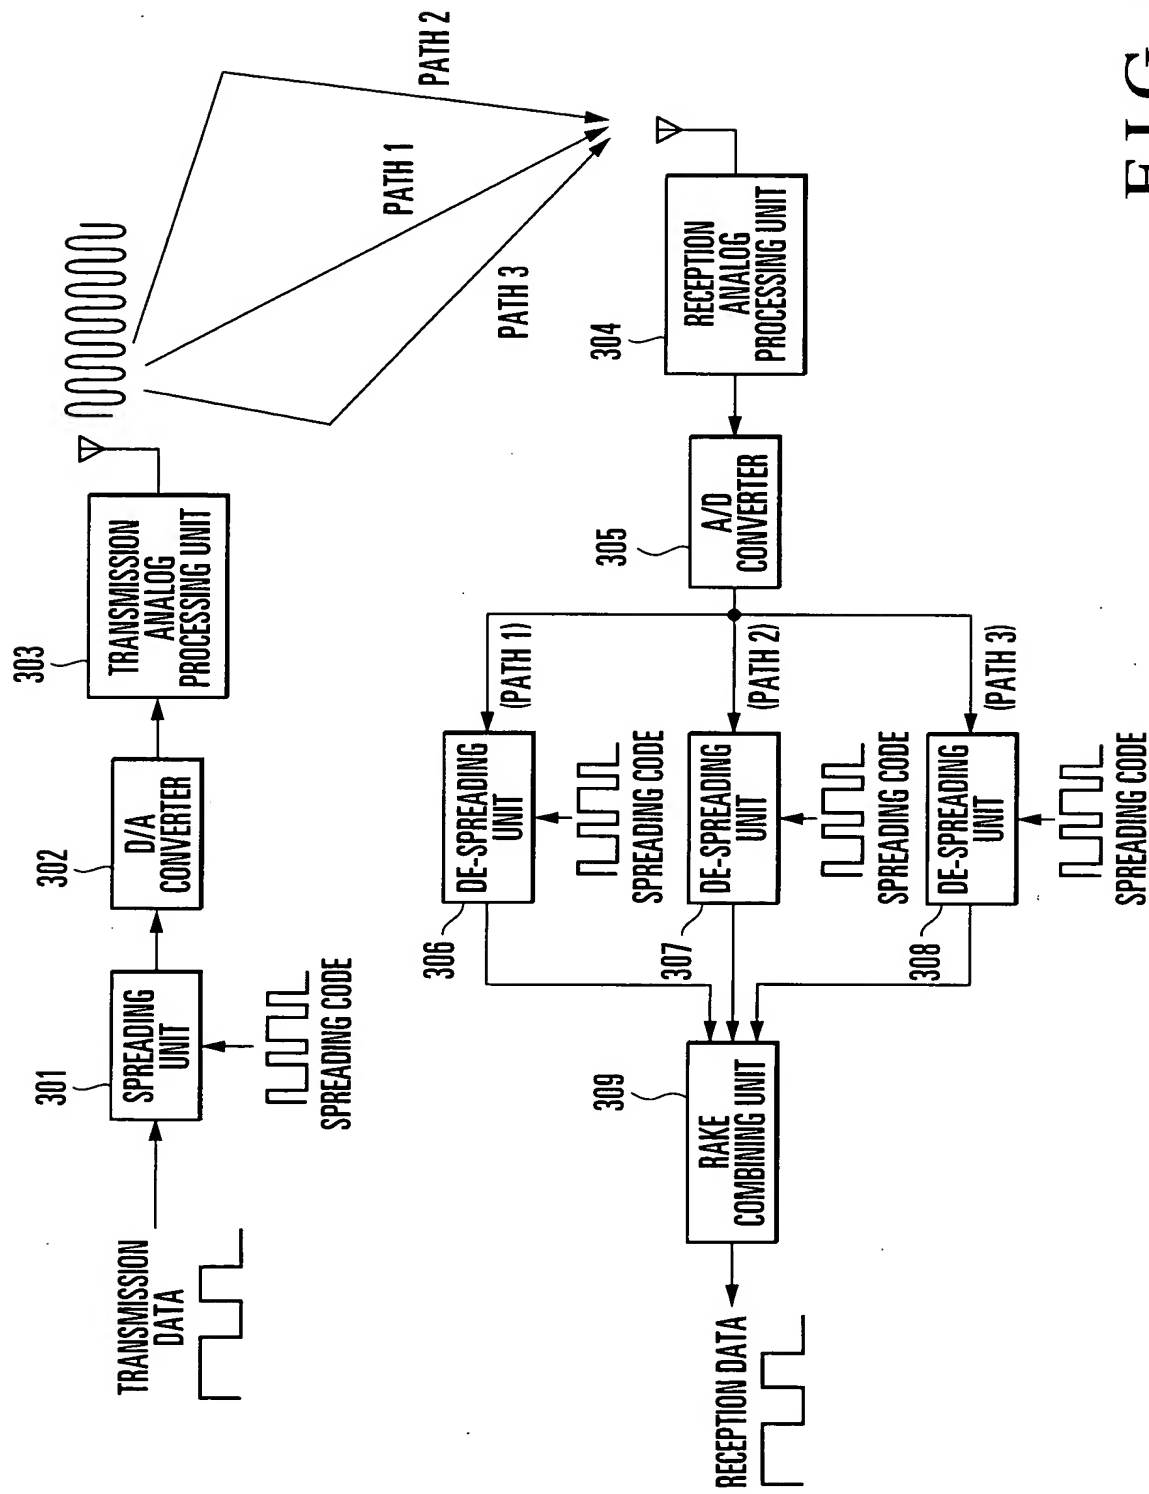 TRANSMISSION
DATA
301
SPREADING
UNIT
SPREADING CODE
302
D/A
CONVERTER
303
TRANSMISSION
ANALOG
PROCESSING UNIT
PATH 1
PATH 2
PATH 3
304
RECEPTION
ANALOG
PROCESSING UNIT
305
A/D
CONVERTER
(PATH 1)
(PATH 2)
(PATH 3)
306
DE-SPREADING
UNIT
SPREADING CODE
307
DE-SPREADING
UNIT
SPREADING CODE
308
DE-SPREADING
UNIT
SPREADING CODE
309
RAKE
COMBINING UNIT
RECEPTION DATA